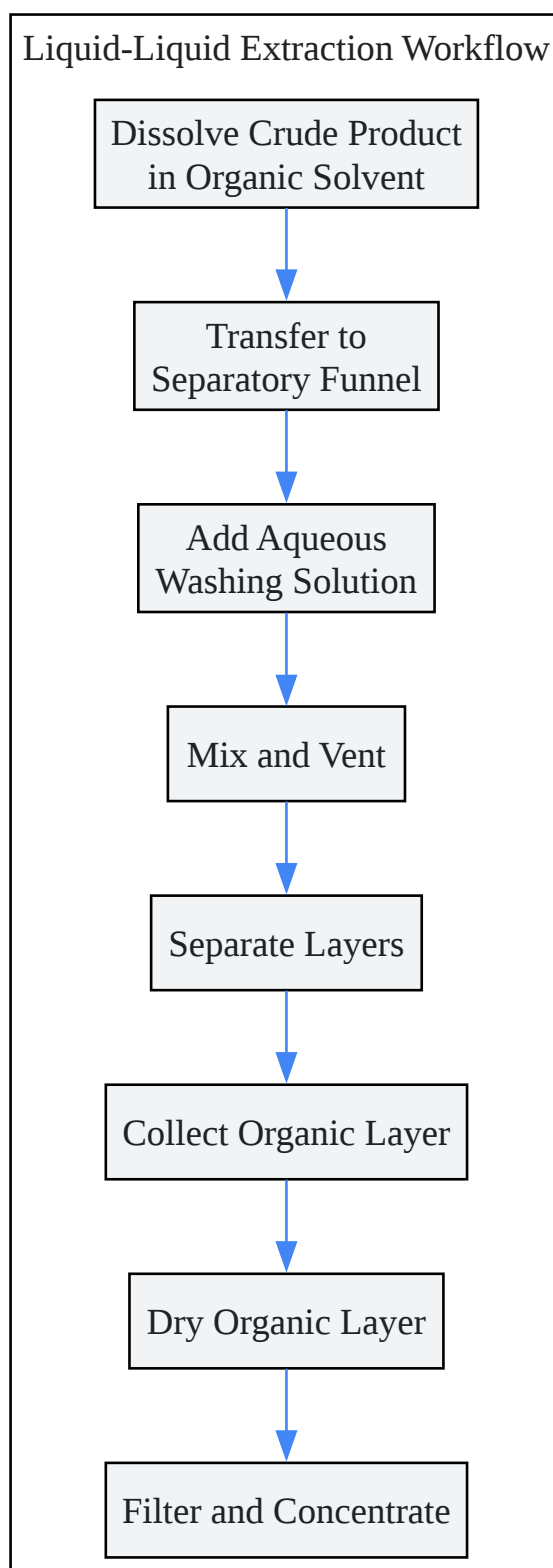 Liquid-Liquid Extraction Workflow
Dissolve Crude Product
in Organic Solvent
Transfer to
Separatory Funnel
Add Aqueous
Washing Solution
Mix and Vent
Separate Layers
Collect Organic Layer
Dry Organic Layer
Filter and Concentrate